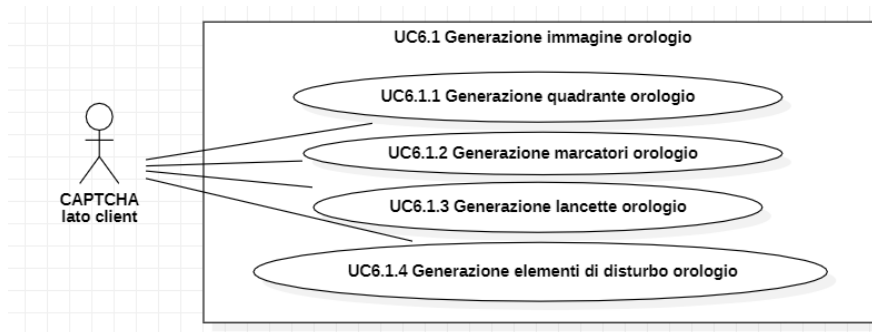 UC6.1 Generazione immagine orologio
UC6.1.1 Generazione quadrante orologio
UC6.1.2 Generazione marcatori orologio
UC6.1.3 Generazione lancette orologio
UC6.1.4 Generazione elementi di disturbo orologio
CAPTCHA
lato client